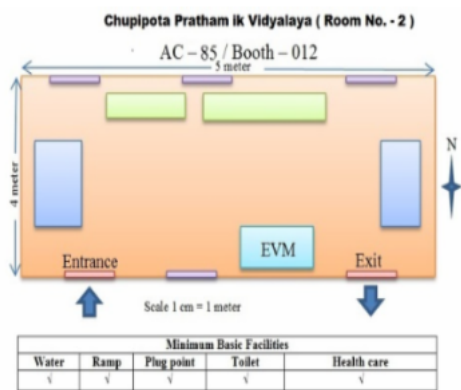 Chupipota Pratham ik Vidyalaya ( Room No. - 2 )
AC – 85 / Booth – 012
5 meter
4 meter
N
EVM
Entrance
Exit
Scale 1 cm = 1 meter
Minimum Basic Facilities
Water Ramp Plug point Toilet Health care
√ √ √ √ √